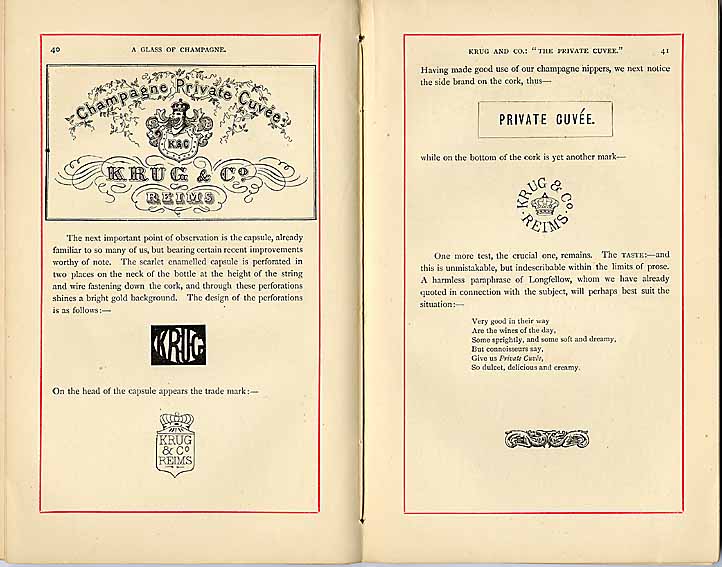 40
A GLASS OF CHAMPAGNE.
Champagne Private Cuvée.
K&C
KRUG & Cº
REIMS
The next important point of observation is the capsule, already
familiar to so many of us, but bearing certain recent improvements
worthy of note. The scarlet enamelled capsule is perforated in
two places on the neck of the bottle at the height of the string
and wire fastening down the cork, and through these perforations
shines a bright gold background. The design of the perforations
is as follows:—
KRUG
On the head of the capsule appears the trade mark:—
KRUG
& Cº
REIMS
KRUG AND CO.: "THE PRIVATE CUVEE."
41
Having made good use of our champagne nippers, we next notice
the side brand on the cork, thus—
PRIVATE CUVÉE.
while on the bottom of the cork is yet another mark—
KRUG & Cº.
REIMS
One more test, the crucial one, remains. The TASTE:—and
this is unmistakable, but indescribable within the limits of prose.
A harmless paraphrase of Longfellow, whom we have already
quoted in connection with the subject, will perhaps best suit the
situation:—
Very good in their way
Are the wines of the day,
Some sprightly, and some soft and dreamy,
But connoisseurs say,
Give us Private Cuvée,
So dulcet, delicious and creamy.